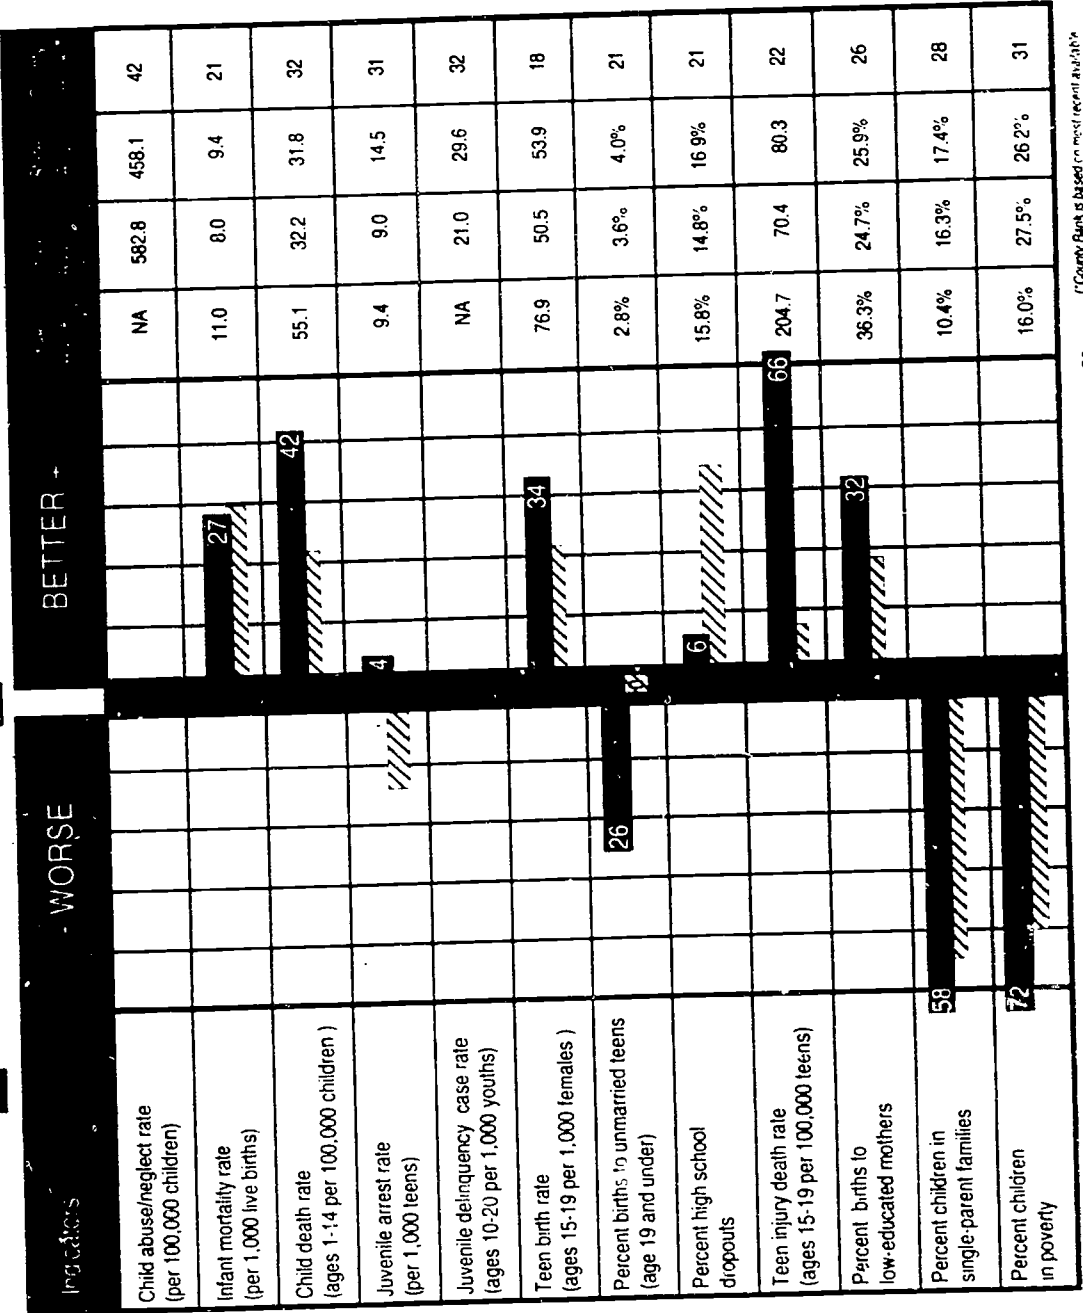 Indicators - WORSE BETTER +
Child abuse/neglect rate
(per 100,000 children) NA 582.8 458.1 42
Infant mortality rate
(per 1,000 live births) 27 11.0 8.0 9.4 21
Child death rate
(ages 1-14 per 100,000 children ) 42 55.1 32.2 31.8 32
Juvenile arrest rate
(per 1,000 teens) 4 9.4 9.0 14.5 31
Juvenile delinquency case rate
(ages 10-20 per 1,000 youths) NA 21.0 29.6 32
Teen birth rate
(ages 15-19 per 1,000 females ) 34 76.9 50.5 53.9 18
Percent births to unmarried teens
(age 19 and under) 26 0 2.8% 3.6% 4.0% 21
Percent high school
dropouts 6 15.8% 14.8% 16 9% 21
Teen injury death rate
(ages 15-19 per 100,000 teens) 66 204.7 70.4 80.3 22
Percent births to
low-educated mothers 32 36.3% 24.7% 25.9% 26
Percent children in
single-parent families 58 10.4% 16.3% 17.4% 28
Percent children
in poverty 72 16.0% 27.5% 26 2% 31
(*County Rank is based on most recent available